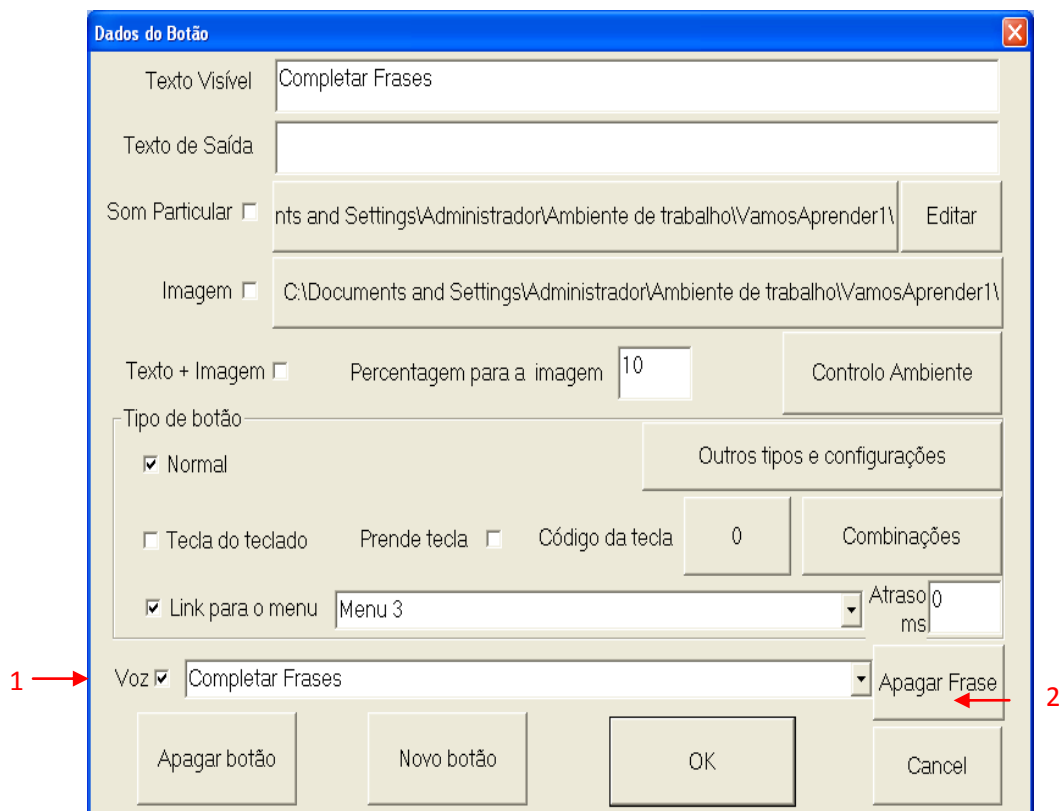 Dados do Botão
Texto Visível Completar Frases
Texto de Saída
Som Particular nts and Settings\Administrador\Ambiente de trabalho\VamosAprender1\ Editar
Imagem C:\Documents and Settings\Administrador\Ambiente de trabalho\VamosAprender1\
Texto + Imagem Percentagem para a imagem 10 Controlo Ambiente
Tipo de botão
Normal Outros tipos e configurações
Tecla do teclado Prende tecla Código da tecla 0 Combinações
Link para o menu Menu 3 Atraso 0
ms
1 Voz Completar Frases Apagar Frase 2
Apagar botão Novo botão OK Cancel